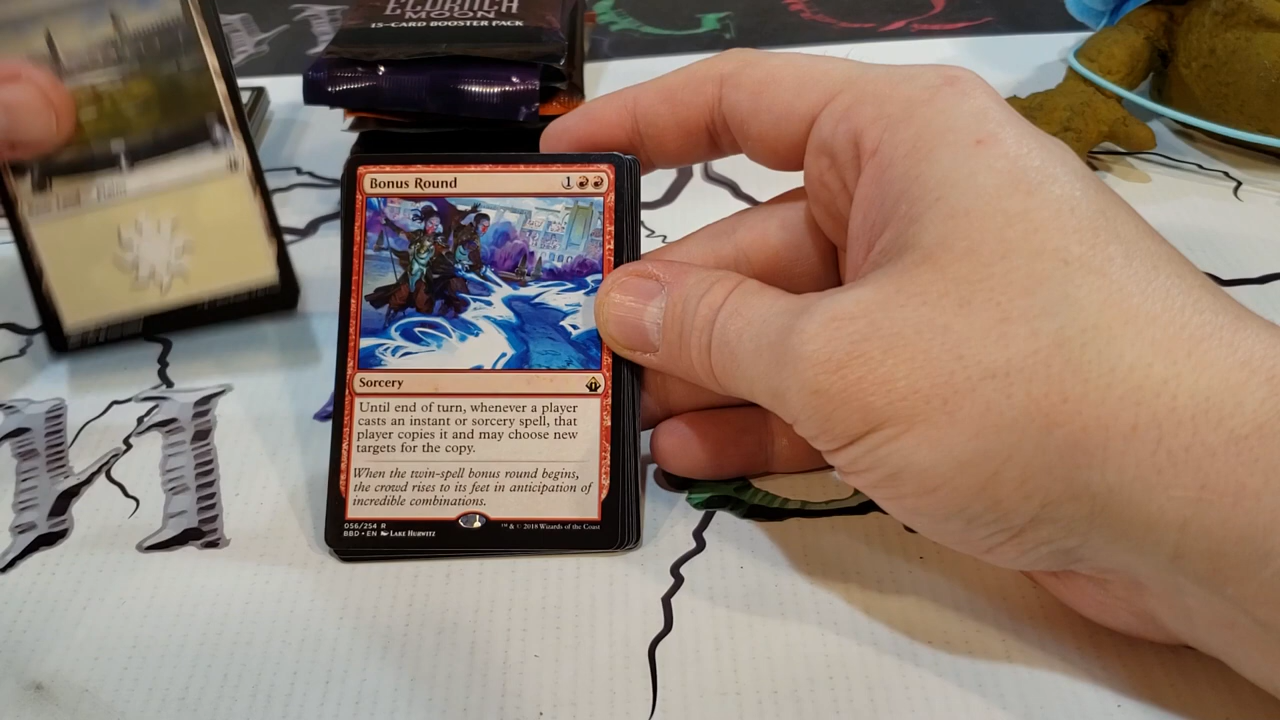 ELDRITCH
MOON
15-CARD BOOSTER PACK
Bonus Round 1
Sorcery
Until end of turn, whenever a player
casts an instant or sorcery spell, that
player copies it and may choose new
targets for the copy.
When the twin-spell bonus round begins,
the crowd rises to its feet in anticipation of
incredible combinations.
056/254 R
BBD • EN LAKE HURWITZ
™ & © 2018 Wizards of the Coast